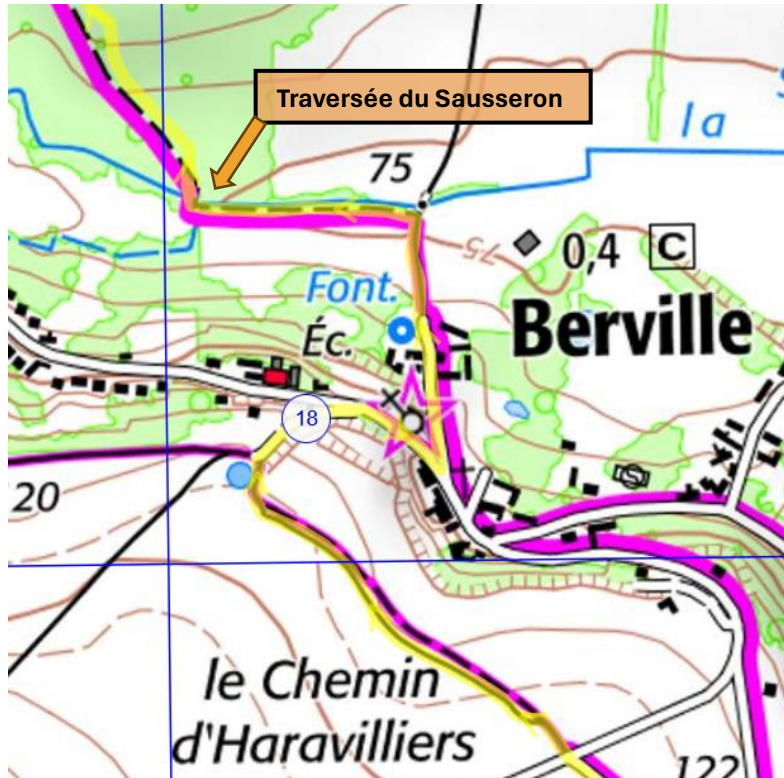 Traversée du Sausseron
la
S
75
75
0,4 C
Font.
Berville
Éc.
18
20
le Chemin
d'Haravilliers
122